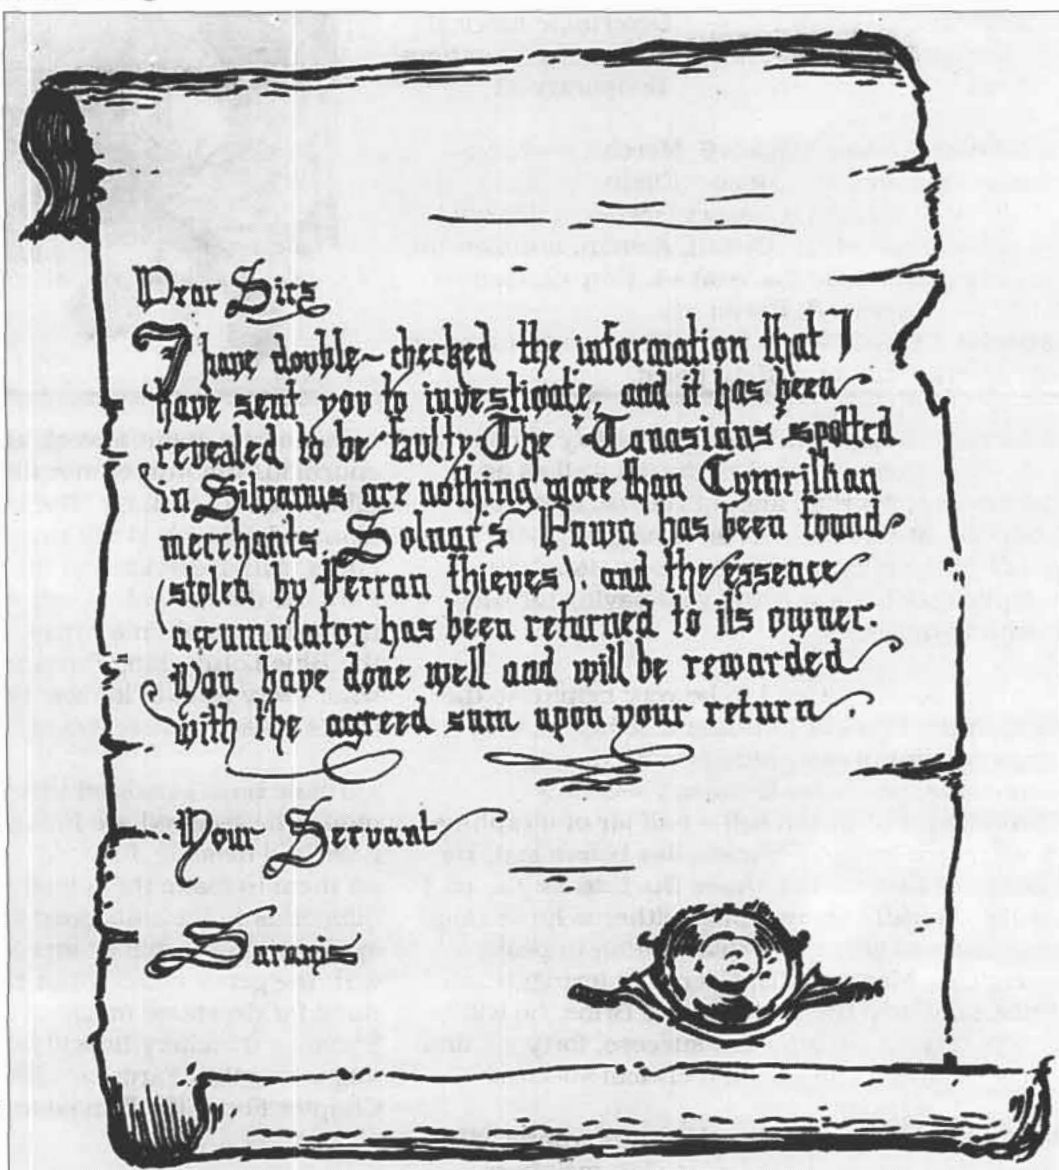 Dear Sirs
I have double-checked the information that I
have sent you to investigate, and it has been
revealed to be faulty. The Tanasians spotted
on Silvanus are nothing more than Cymrilian
merchants. Soluut's Pawn has been found,
stolen by Ferran thieves, and the essence
accumulator has been returned to its owner.
You have done well and will be rewarded
with the agreed sum upon your return.
Your Servant